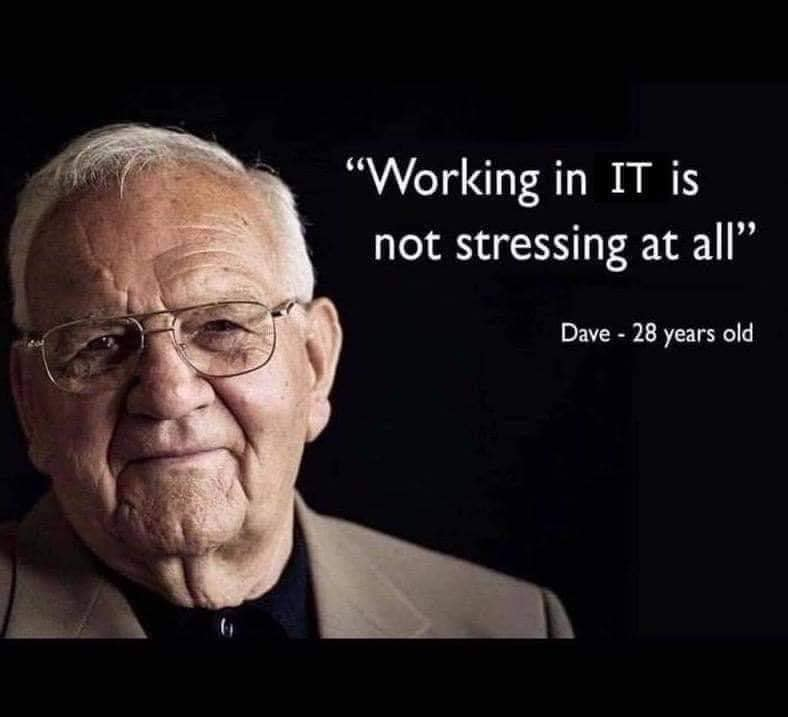 “Working in IT is
not stressing at all”
Dave - 28 years old